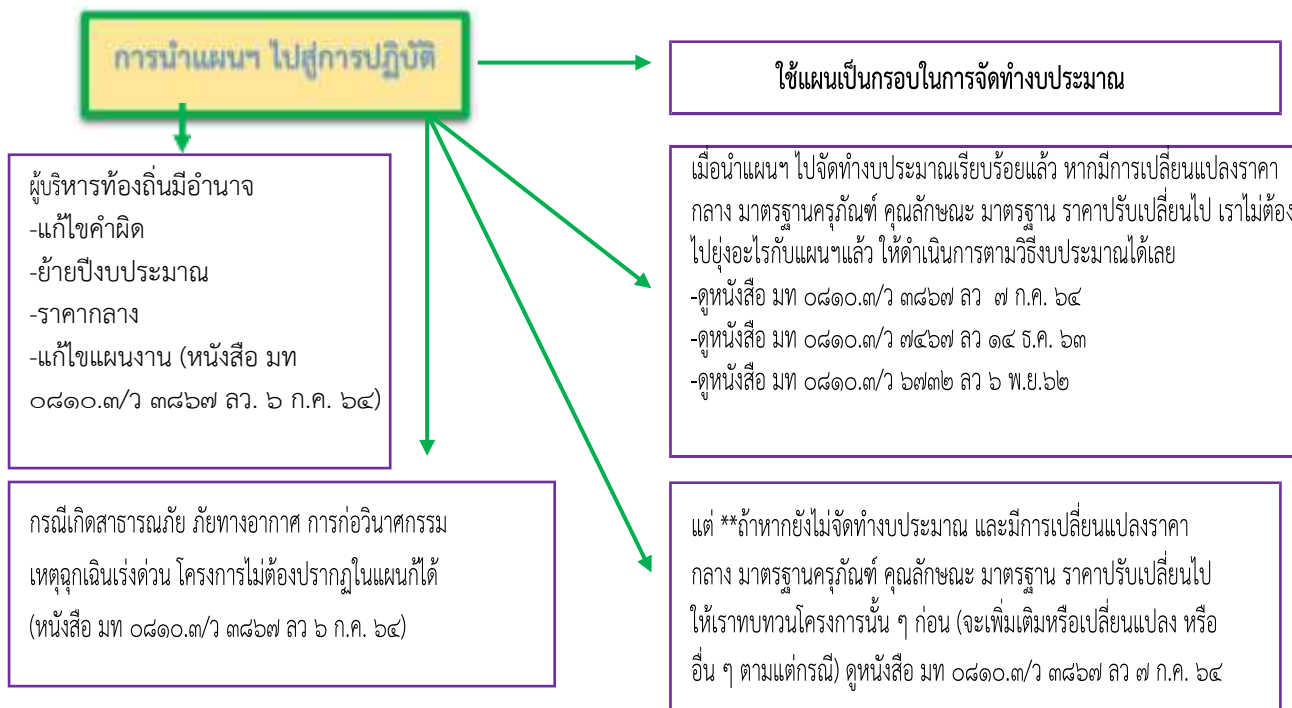 การนำแผนฯ ไปสู่การปฏิบัติ
ใช้แผนเป็นกรอบในการจัดทำงบประมาณ
ผู้บริหารท้องถิ่นมีอำนาจ
-แก้ไขคำผิด
-ย้ายปีงบประมาณ
-ราคากลาง
-แก้ไขแผนงาน (หนังสือ มท
๐๘๑๐.๓/ว ๓๘๖๗ ลว. ๖ ก.ค. ๖๔)
เมื่อนำแผนฯ ไปจัดทำงบประมาณเรียบร้อยแล้ว หากมีการเปลี่ยนแปลงราคา
กลาง มาตรฐานครุภัณฑ์ คุณลักษณะ มาตรฐาน ราคาปรับเปลี่ยนไป เราไม่ต้อง
ไปยุ่งอะไรกับแผนฯแล้ว ให้ดำเนินการตามวิธีงบประมาณได้เลย
-ดูหนังสือ มท ๐๘๑๐.๓/ว ๓๘๖๗ ลว ๗ ก.ค. ๖๔
-ดูหนังสือ มท ๐๘๑๐.๓/ว ๗๔๖๗ ลว ๑๔ ธ.ค. ๖๓
-ดูหนังสือ มท ๐๘๑๐.๓/ว ๖๗๓๒ ลว ๖ พ.ย.๖๒
กรณีเกิดสาธารณภัย ภัยทางอากาศ การก่อวินาศกรรม
เหตุฉุกเฉินเร่งด่วน โครงการไม่ต้องปรากฏในแผนก้ได้
(หนังสือ มท ๐๘๑๐.๓/ว ๓๘๖๗ ลว ๖ ก.ค. ๖๔)
แต่ **ถ้าหากยังไม่จัดทำงบประมาณ และมีการเปลี่ยนแปลงราคา
กลาง มาตรฐานครุภัณฑ์ คุณลักษณะ มาตรฐาน ราคาปรับเปลี่ยนไป
ให้เราทบทวนโครงการนั้น ๆ ก่อน (จะเพิ่มเติมหรือเปลี่ยนแปลง หรือ
อื่น ๆ ตามแต่กรณี) ดูหนังสือ มท ๐๘๑๐.๓/ว ๓๘๖๗ ลว ๗ ก.ค. ๖๔